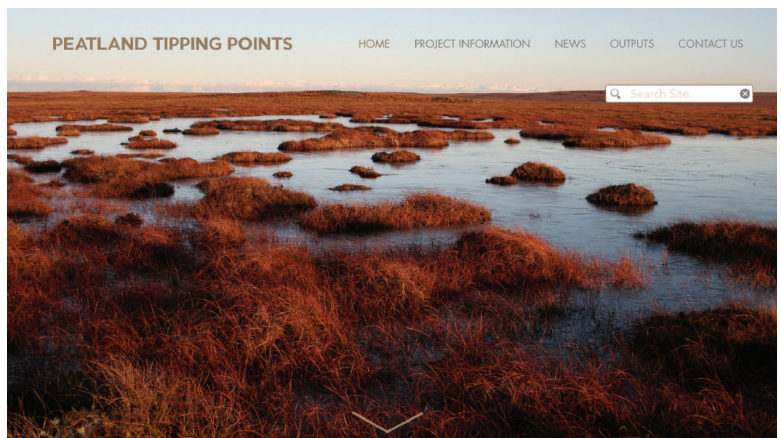 PEATLAND TIPPING POINTS
HOME PROJECT INFORMATION NEWS OUTPUTS CONTACT US
Search Site